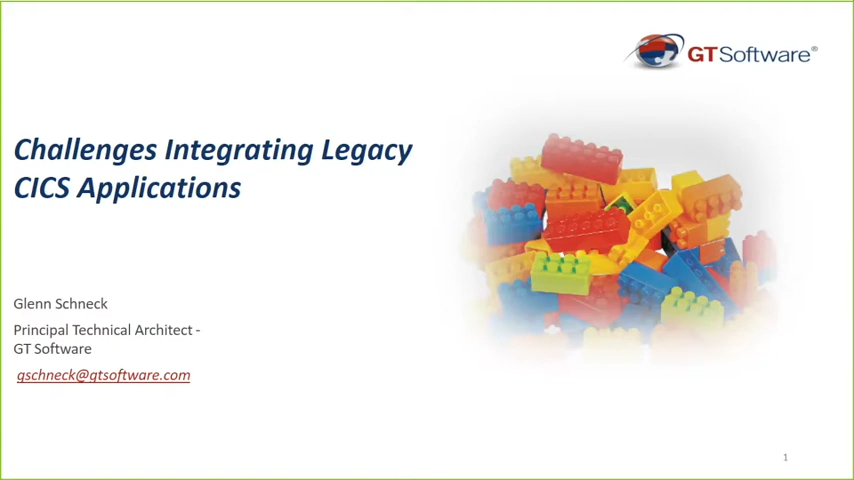 GTSoftware®
Challenges Integrating Legacy
CICS Applications
Glenn Schneck
Principal Technical Architect -
GT Software
gschneck@gtsoftware.com
1